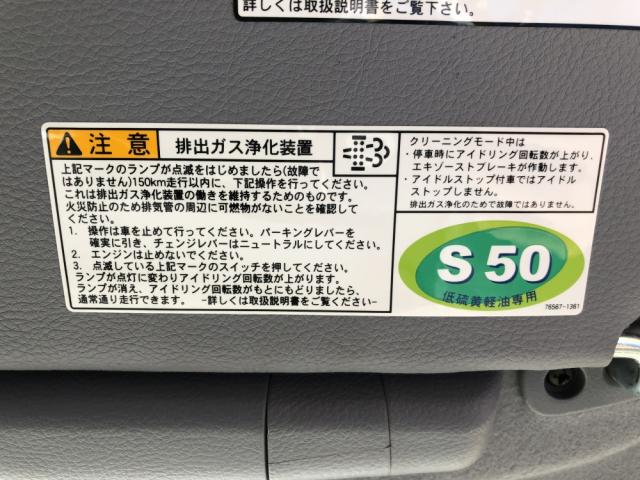 詳しくは取扱説明書をご覧下さい。
注意 排出ガス浄化装置
上記マークのランプが点滅をはじめましたら(故障で
はありません)150km走行以内に、下記操作を行ってください。
これは排出ガス浄化装置の働きを維持するためのものです。
火災防止のため排気管の周辺に可燃物がないことを確認して
ください。
1. 操作は車を止めて行ってください。パーキングレバーを
確実に引き、チェンジレバーはニュートラルにしてください。
2. エンジンは止めないでください。
3. 点滅している上記マークのスイッチを押してください。
ランプが点灯に変わりアイドリング回転数が上がります。
ランプが消え、アイドリング回転数がもとにもどりましたら、
通常通り走行できます。 -詳しくは取扱説明書をご覧ください-
クリーニングモード中は
・停車時にアイドリング回転数が上がり、
エキゾーストブレーキが作動します。
・アイドルストップ付車ではアイドル
ストップしません。
排出ガス浄化のためで故障ではありません。
S 50
低硫黄軽油専用
76567-1361